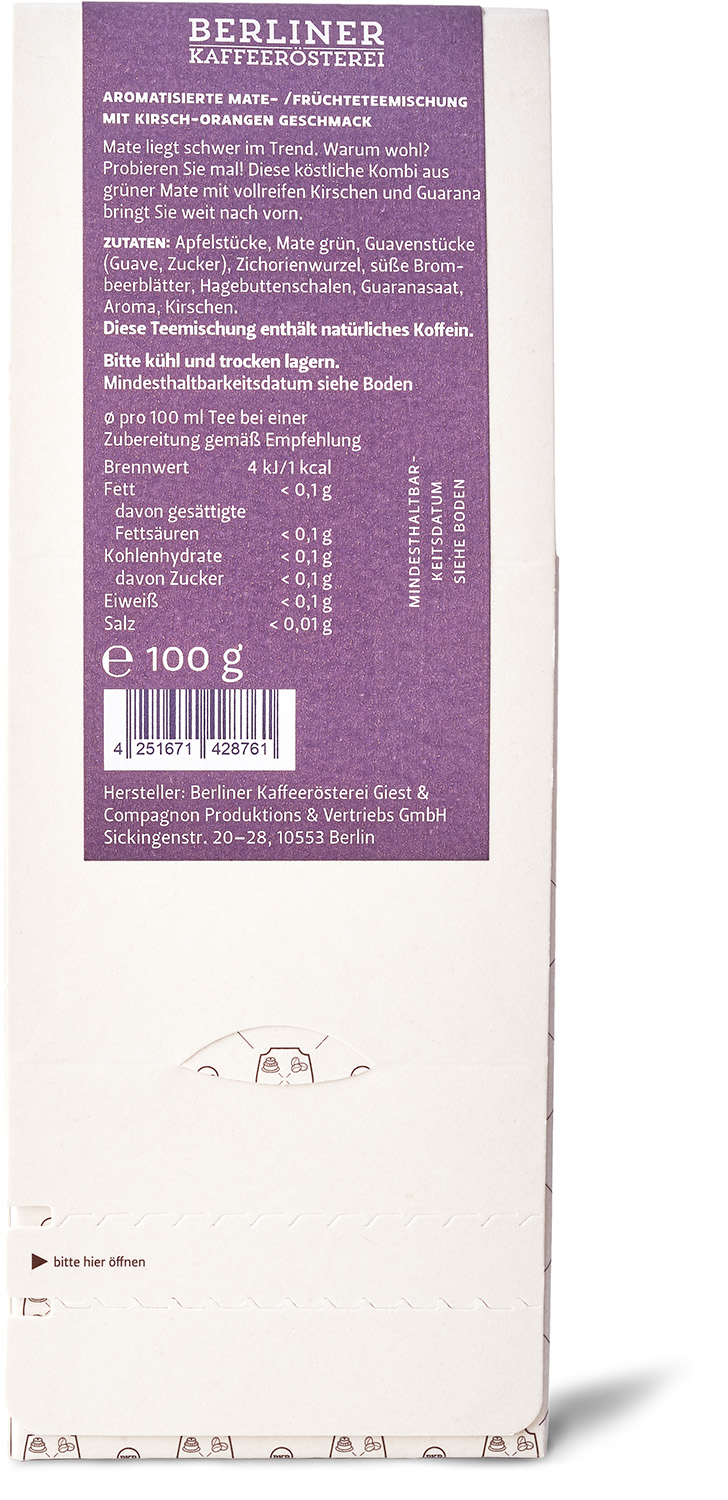 BERLINER
KAFFEERÖSTEREI
AROMATISIERTE MATE- /FRÜCHTETEEMISCHUNG
MIT KIRSCH-ORANGEN GESCHMACK
Mate liegt schwer im Trend. Warum wohl?
Probieren Sie mal! Diese köstliche Kombi aus
grüner Mate mit vollreifen Kirschen und Guarana
bringt Sie weit nach vorn.
ZUTATEN: Apfelstücke, Mate grün, Guavenstücke
(Guave, Zucker), Zichorienwurzel, süße Brom-
beerblätter, Hagebuttenschalen, Guaranasaat,
Aroma, Kirschen.
Diese Teemischung enthält natürliches Koffein.
Bitte kühl und trocken lagern.
Mindesthaltbarkeitsdatum siehe Boden
ø pro 100 ml Tee bei einer
Zubereitung gemäß Empfehlung
Brennwert 4 kJ/1 kcal
Fett < 0,1 g
davon gesättigte
Fettsäuren < 0,1 g
Kohlenhydrate < 0,1 g
davon Zucker < 0,1 g
Eiweiß < 0,1 g
Salz < 0,01 g
MINDESTHALTBAR-
KEITSDATUM
SIEHE BODEN
℮ 100 g
4 251671 428761
Hersteller: Berliner Kaffeerösterei Giest &
Compagnon Produktions & Vertriebs GmbH
Sickingenstr. 20–28, 10553 Berlin
▶ bitte hier öffnen